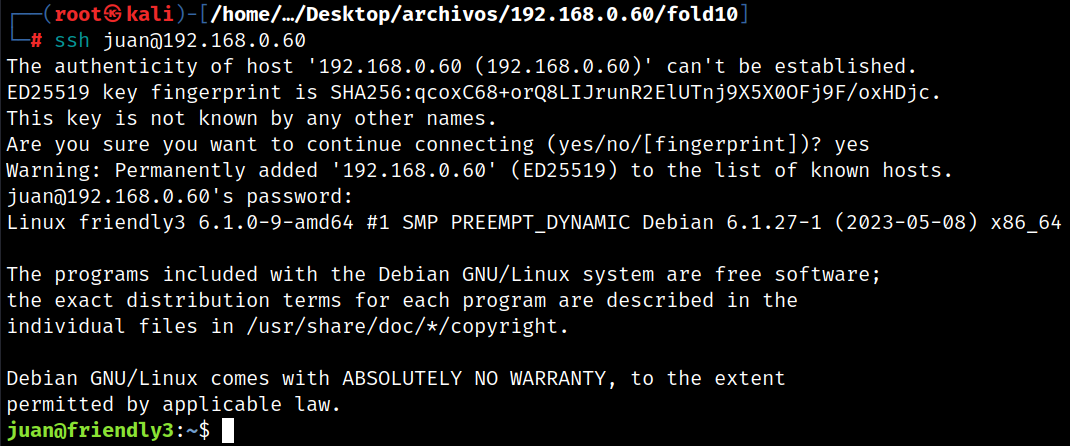 ┌──(root㉿kali)-[/home/…/Desktop/archivos/192.168.0.60/fold10]
└─# ssh juan@192.168.0.60
The authenticity of host '192.168.0.60 (192.168.0.60)' can't be established.
ED25519 key fingerprint is SHA256:qcoxC68+orQ8LIJrunR2ElUTnj9X5X0OFj9F/oxHDjc.
This key is not known by any other names.
Are you sure you want to continue connecting (yes/no/[fingerprint])? yes
Warning: Permanently added '192.168.0.60' (ED25519) to the list of known hosts.
juan@192.168.0.60's password:
Linux friendly3 6.1.0-9-amd64 #1 SMP PREEMPT_DYNAMIC Debian 6.1.27-1 (2023-05-08) x86_64
The programs included with the Debian GNU/Linux system are free software;
the exact distribution terms for each program are described in the
individual files in /usr/share/doc/*/copyright.
Debian GNU/Linux comes with ABSOLUTELY NO WARRANTY, to the extent
permitted by applicable law.
juan@friendly3:~$